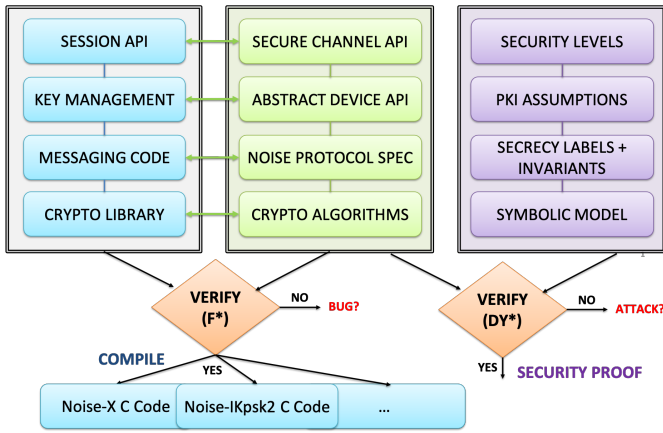 SESSION API
KEY MANAGEMENT
MESSAGING CODE
CRYPTO LIBRARY
SECURE CHANNEL API
ABSTRACT DEVICE API
NOISE PROTOCOL SPEC
CRYPTO ALGORITHMS
SECURITY LEVELS
PKI ASSUMPTIONS
SECRECY LABELS +
INVARIANTS
SYMBOLIC MODEL
VERIFY
(F*)
NO
BUG?
VERIFY
(DY*)
NO
ATTACK?
COMPILE
YES
YES
SECURITY PROOF
Noise-X C Code
Noise-IKpsk2 C Code
...